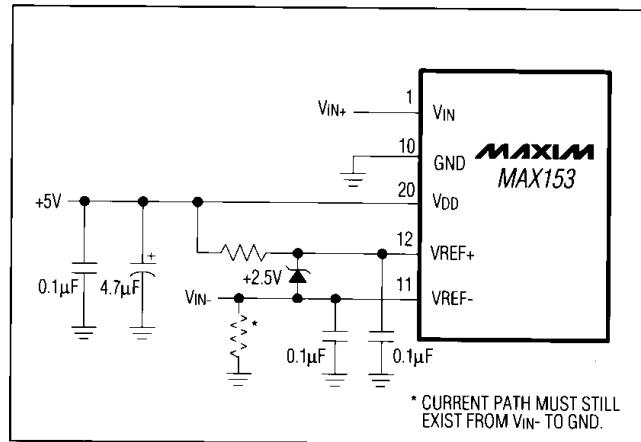 VIN+
1
VIN
10
GND
MAXIM
MAX153
+5V
20
VDD
12
VREF+
+
0.1µF
4.7µF
+2.5V
VIN-
11
VREF-
*
0.1µF
0.1µF
* CURRENT PATH MUST STILL
EXIST FROM VIN- TO GND.